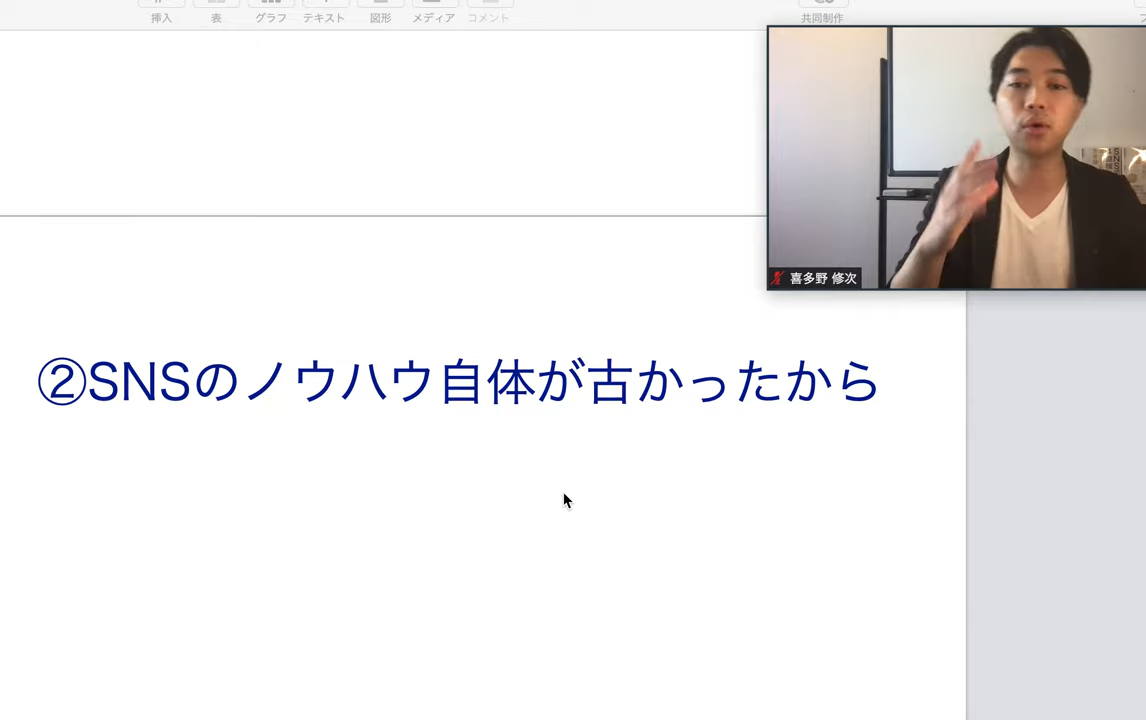 挿入 表 グラフ テキスト 図形 メディア コメント 共同制作
喜多野 修次
②SNSのノウハウ自体が古かったから